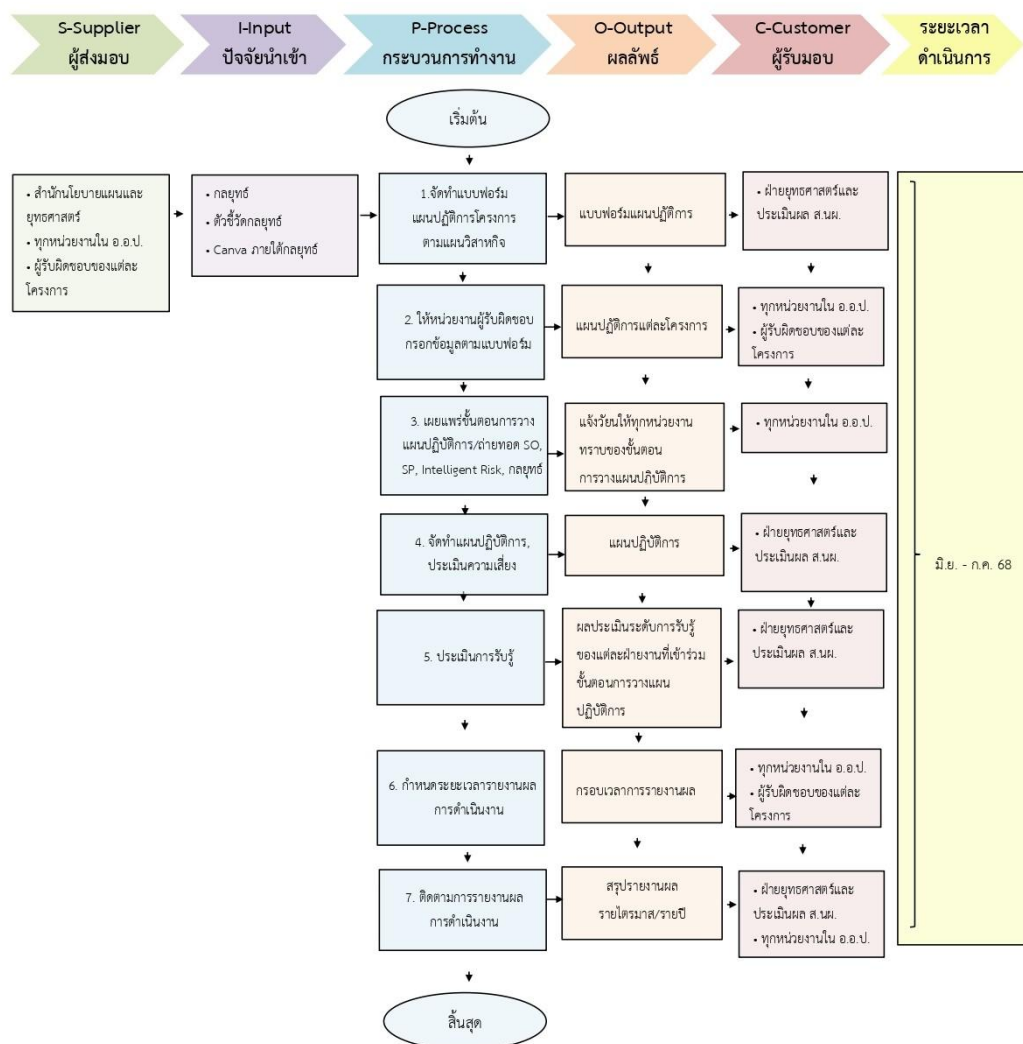 S-Supplier
ผู้ส่งมอบ
I-Input
ปัจจัยนำเข้า
P-Process
กระบวนการทำงาน
O-Output
ผลลัพธ์
C-Customer
ผู้รับมอบ
ระยะเวลา
ดำเนินการ
เริ่มต้น
• สำนักนโยบายแผนและ
ยุทธศาสตร์
• ทุกหน่วยงานใน อ.อ.ป.
• ผู้รับผิดชอบของแต่ละ
โครงการ
• กลยุทธ์
• ตัวชี้วัดกลยุทธ์
• Canva ภายใต้กลยุทธ์
1.จัดทำแบบฟอร์ม
แผนปฏิบัติการโครงการ
ตามแผนวิสาหกิจ
แบบฟอร์มแผนปฏิบัติการ
• ฝ่ายยุทธศาสตร์และ
ประเมินผล ส.นผ.
2. ให้หน่วยงานผู้รับผิดชอบ
กรอกข้อมูลตามแบบฟอร์ม
แผนปฏิบัติการแต่ละโครงการ
• ทุกหน่วยงานใน อ.อ.ป.
• ผู้รับผิดชอบของแต่ละ
โครงการ
3. เผยแพร่ขั้นตอนการวาง
แผนปฏิบัติการ/ถ่ายทอด SO,
SP, Intelligent Risk, กลยุทธ์
แจ้งเวียนให้ทุกหน่วยงาน
ทราบของขั้นตอน
การวางแผนปฏิบัติการ
• ทุกหน่วยงานใน อ.อ.ป.
4. จัดทำแผนปฏิบัติการ,
ประเมินความเสี่ยง
แผนปฏิบัติการ
• ฝ่ายยุทธศาสตร์และ
ประเมินผล ส.นผ.
มิ.ย. - ก.ค. 68
5. ประเมินการรับรู้
ผลประเมินระดับการรับรู้
ของแต่ละฝ่ายงานที่เข้าร่วม
ขั้นตอนการวางแผน
ปฏิบัติการ
• ฝ่ายยุทธศาสตร์และ
ประเมินผล ส.นผ.
6. กำหนดระยะเวลารายงานผล
การดำเนินงาน
กรอบเวลาการรายงานผล
• ทุกหน่วยงานใน อ.อ.ป.
• ผู้รับผิดชอบของแต่ละ
โครงการ
7. ติดตามการรายงานผล
การดำเนินงาน
สรุปรายงานผล
รายไตรมาส/รายปี
• ฝ่ายยุทธศาสตร์และ
ประเมินผล ส.นผ.
• ทุกหน่วยงานใน อ.อ.ป.
สิ้นสุด